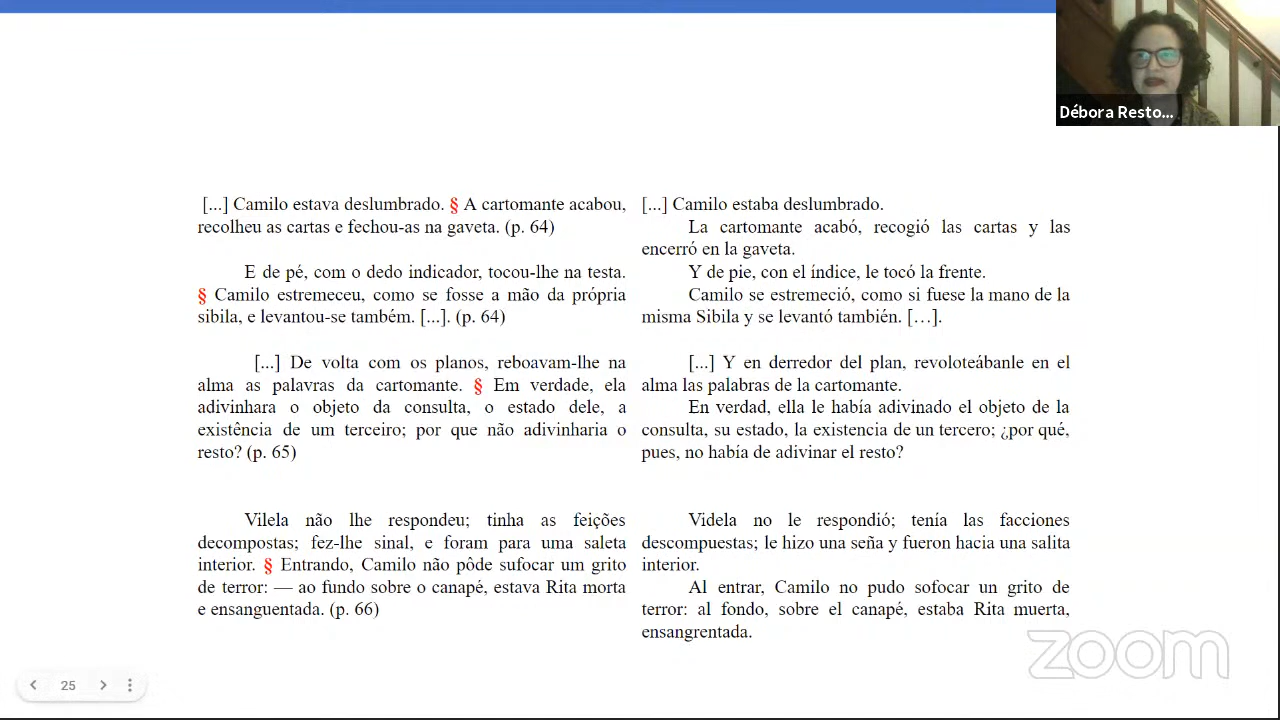 Débora Resto...
[...] Camilo estava deslumbrado. § A cartomante acabou,
recolheu as cartas e fechou-as na gaveta. (p. 64)
E de pé, com o dedo indicador, tocou-lhe na testa.
§ Camilo estremeceu, como se fosse a mão da própria
sibila, e levantou-se também. [...]. (p. 64)
[...] De volta com os planos, reboavam-lhe na
alma as palavras da cartomante. § Em verdade, ela
adivinhara o objeto da consulta, o estado dele, a
existência de um terceiro; por que não adivinharia o
resto? (p. 65)
Vilela não lhe respondeu; tinha as feições
decompostas; fez-lhe sinal, e foram para uma saleta
interior. § Entrando, Camilo não pôde sufocar um grito
de terror: — ao fundo sobre o canapé, estava Rita morta
e ensanguentada. (p. 66)
[...] Camilo estaba deslumbrado.
La cartomante acabó, recogió las cartas y las
encerró en la gaveta.
Y de pie, con el índice, le tocó la frente.
Camilo se estremeció, como si fuese la mano de la
misma Sibila y se levantó también. […].
[...] Y en derredor del plan, revoloteábanle en el
alma las palabras de la cartomante.
En verdad, ella le había adivinado el objeto de la
consulta, su estado, la existencia de un tercero; ¿por qué,
pues, no había de adivinar el resto?
Videla no le respondió; tenía las facciones
descompuestas; le hizo una seña y fueron hacia una salita
interior.
Al entrar, Camilo no pudo sofocar un grito de
terror: al fondo, sobre el canapé, estaba Rita muerta,
ensangrentada.
zoom
25